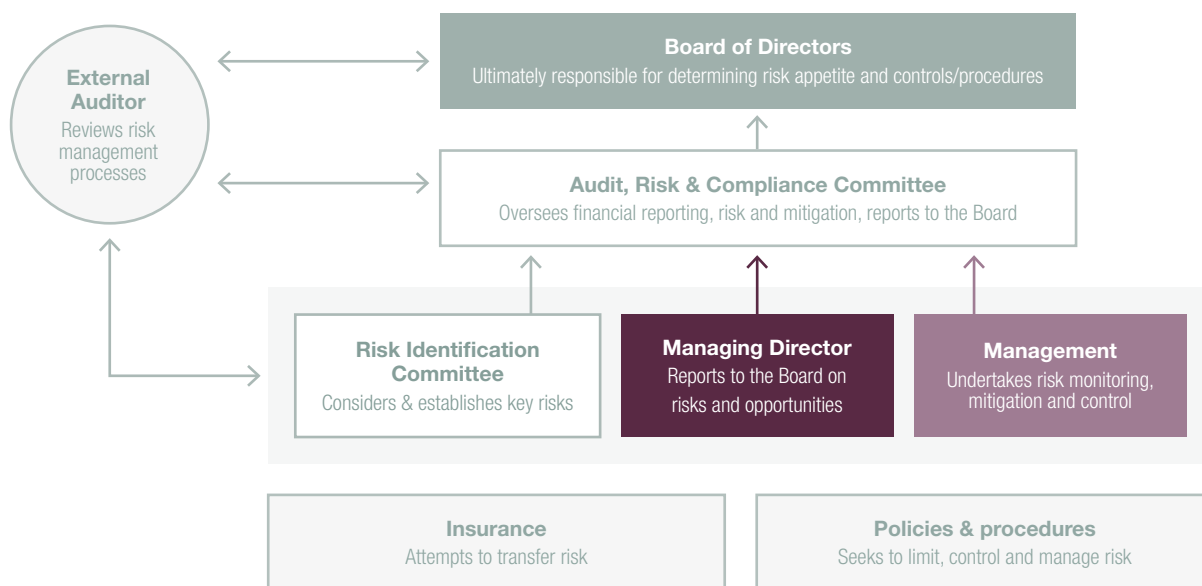 External
Auditor
Reviews risk
management
processes
Board of Directors
Ultimately responsible for determining risk appetite and controls/procedures
Audit, Risk & Compliance Committee
Oversees financial reporting, risk and mitigation, reports to the Board
Risk Identification
Committee
Considers & establishes key risks
Managing Director
Reports to the Board on
risks and opportunities
Management
Undertakes risk monitoring,
mitigation and control
Insurance
Attempts to transfer risk
Policies & procedures
Seeks to limit, control and manage risk